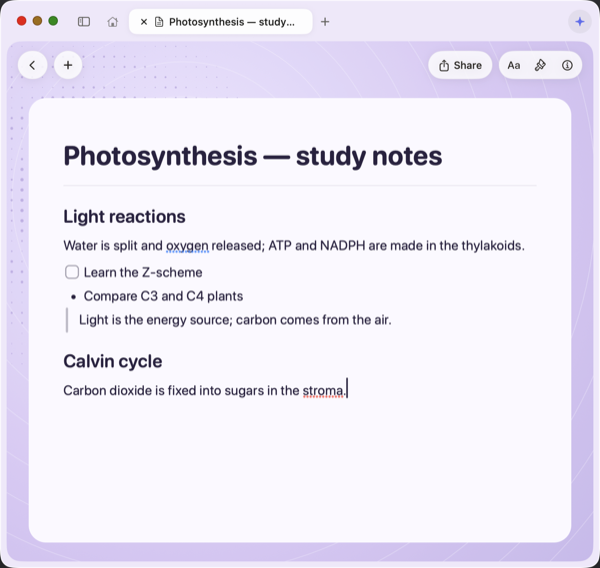 Photosynthesis — study...
Share
Aa
Photosynthesis — study notes
Light reactions
Water is split and oxygen released; ATP and NADPH are made in the thylakoids.
Learn the Z-scheme
• Compare C3 and C4 plants
Light is the energy source; carbon comes from the air.
Calvin cycle
Carbon dioxide is fixed into sugars in the stroma.